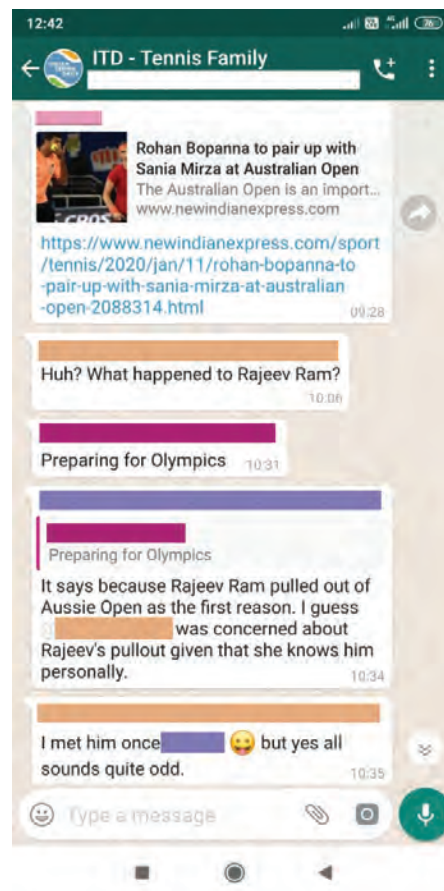 12:42
26
ITD - Tennis Family
Rohan Bopanna to pair up with
Sania Mirza at Australian Open
The Australian Open is an import...
www.newindianexpress.com
https://www.newindianexpress.com/sport
/tennis/2020/jan/11/rohan-bopanna-to
-pair-up-with-sania-mirza-at-australian
-open-2088314.html
09:28
Huh? What happened to Rajeev Ram?
10:06
Preparing for Olympics
10:31
Preparing for Olympics
It says because Rajeev Ram pulled out of
Aussie Open as the first reason. I guess
@ was concerned about
Rajeev's pullout given that she knows him
personally.
10:34
I met him once 😛 but yes all
sounds quite odd.
10:35
Type a message